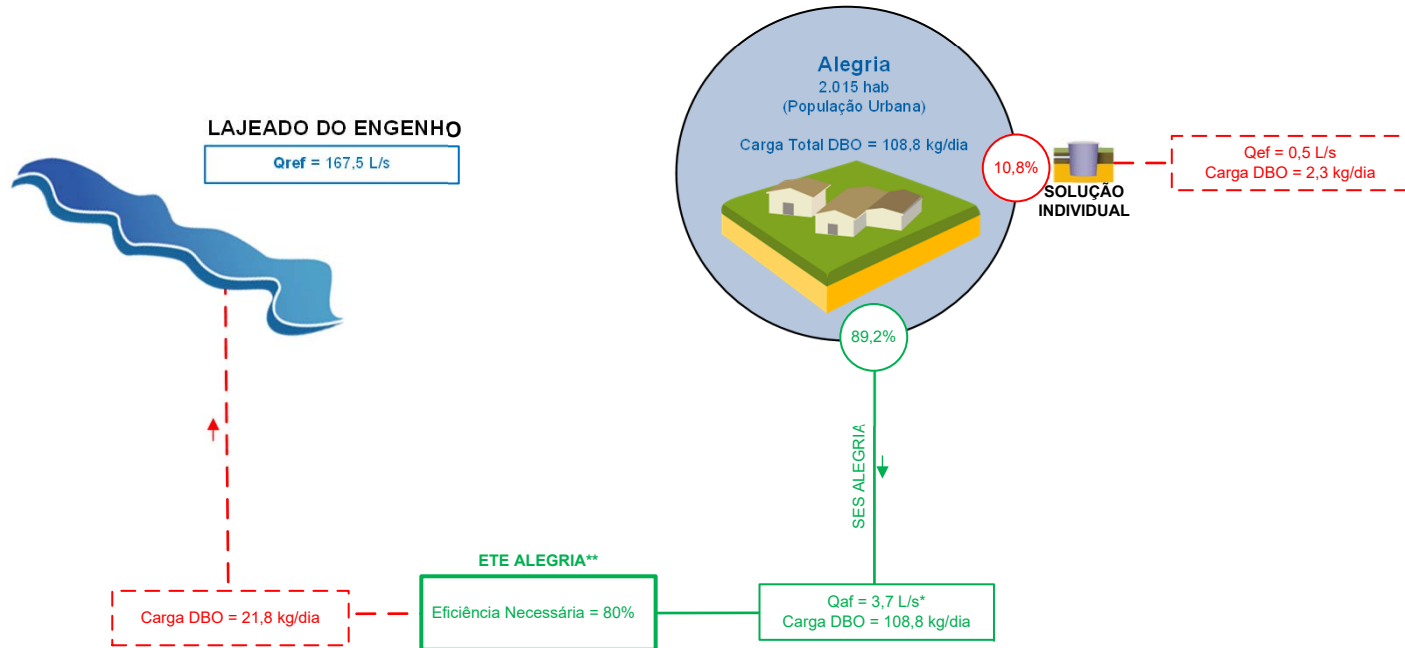 Alegria
2.015 hab
(População Urbana)
Carga Total DBO = 108,8 kg/dia
LAJEADO DO ENGENHO
Qref = 167,5 L/s
10,8%
SOLUÇÃO
INDIVIDUAL
Qef = 0,5 L/s
Carga DBO = 2,3 kg/dia
89,2%
SES ALEGRIA
ETE ALEGRIA**
Eficiência Necessária = 80%
Qaf = 3,7 L/s*
Carga DBO = 108,8 kg/dia
Carga DBO = 21,8 kg/dia